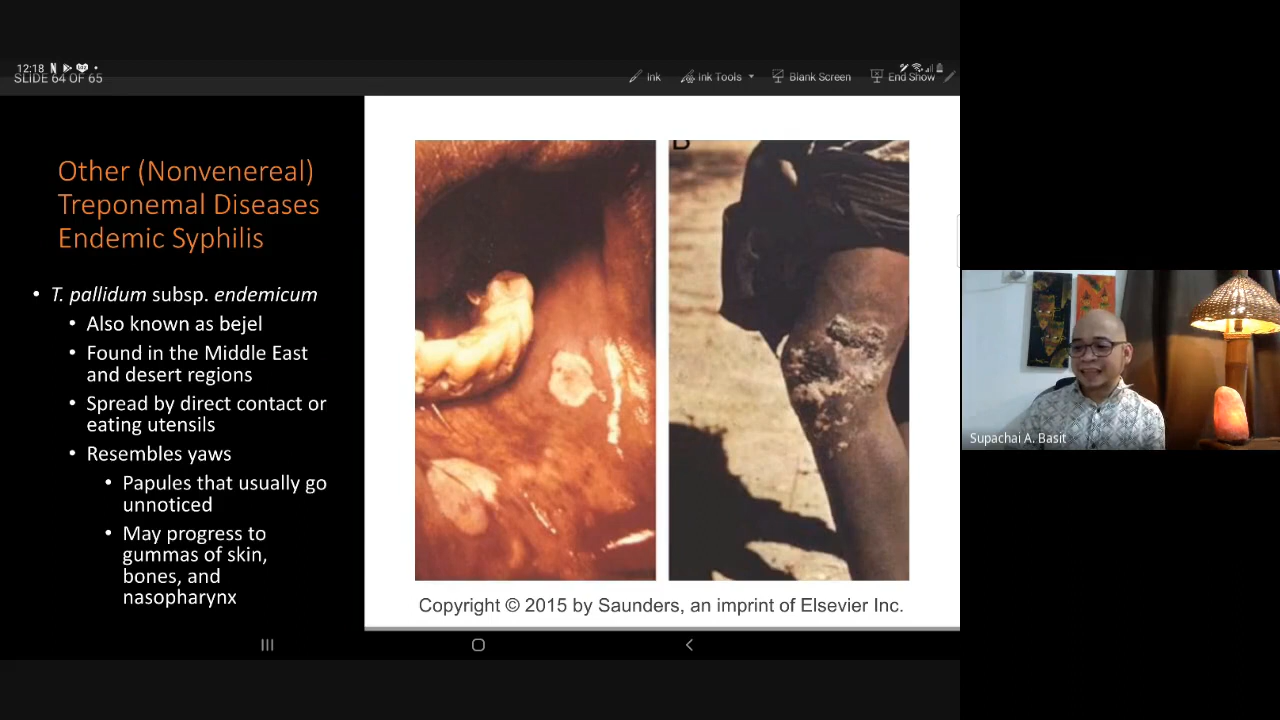 12:18
SLIDE 64 OF 65
Ink
Ink Tools
Blank Screen
End Show
Other (Nonvenereal)
Treponemal Diseases
Endemic Syphilis
• T. pallidum subsp. endemicum
• Also known as bejel
• Found in the Middle East
and desert regions
• Spread by direct contact or
eating utensils
• Resembles yaws
• Papules that usually go
unnoticed
• May progress to
gummas of skin,
bones, and
nasopharynx
B
Copyright © 2015 by Saunders, an imprint of Elsevier Inc.
Supachai A. Basit